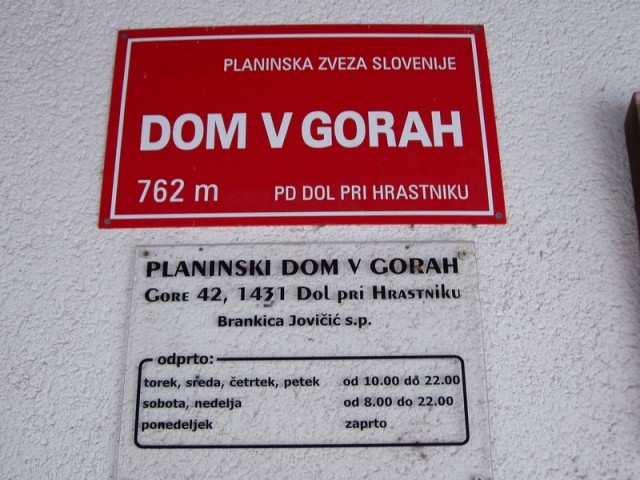 PLANINSKA ZVEZA SLOVENIJE
DOM V GORAH
762 m PD DOL PRI HRASTNIKU
PLANINSKI DOM V GORAH
GORE 42, 1431 DOL PRI HRASTNIKU
Brankica Jovičić s.p.
odprto:
torek, sreda, četrtek, petek od 10.00 do 22.00
sobota, nedelja od 8.00 do 22.00
ponedeljek zaprto